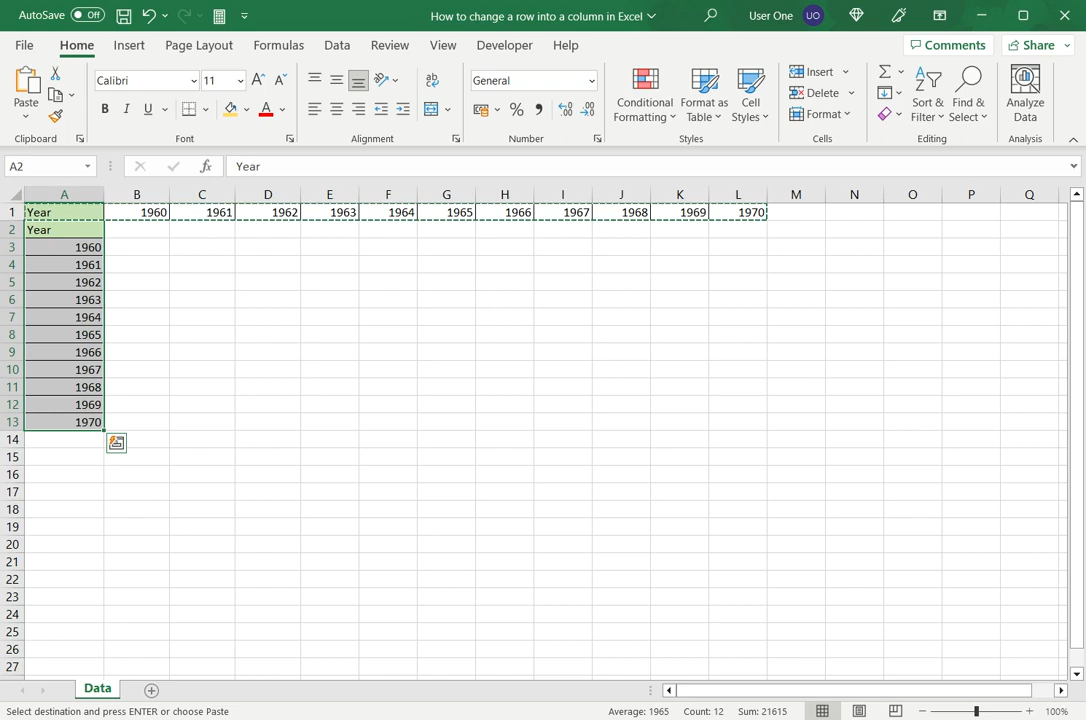 AutoSave Off How to change a row into a column in Excel User One UO
File Home Insert Page Layout Formulas Data Review View Developer Help Comments Share
Paste Calibri 11 A A B I U A ab General % 9 .0 .00 Conditional Formatting Format as Table Cell Styles Insert Delete Format Sort & Filter Find & Select Analyze Data
Clipboard Font Alignment Number Styles Cells Editing Analysis
A2 fx Year
A B C D E F G H I J K L M N O P Q
1 Year 1960 1961 1962 1963 1964 1965 1966 1967 1968 1969 1970
2 Year
3 1960
4 1961
5 1962
6 1963
7 1964
8 1965
9 1966
10 1967
11 1968
12 1969
13 1970
14
15
16
17
18
19
20
21
22
23
24
25
26
27
Data
Select destination and press ENTER or choose Paste Average: 1965 Count: 12 Sum: 21615 100%